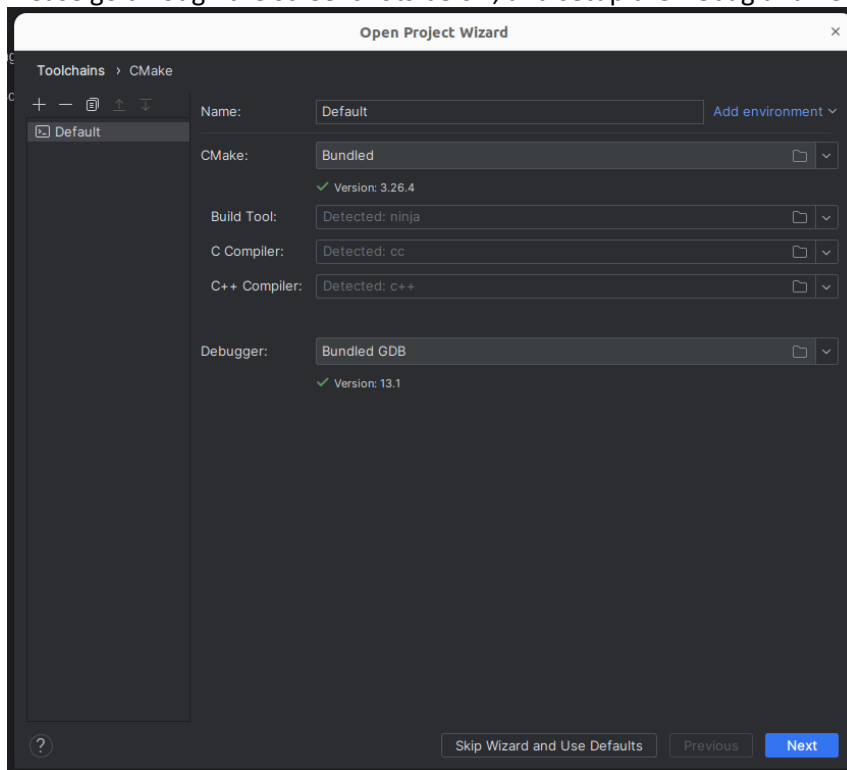 Open Project Wizard
Toolchains › CMake
Default
Name: Default Add environment
CMake: Bundled
Version: 3.26.4
Build Tool: Detected: ninja
C Compiler: Detected: cc
C++ Compiler: Detected: c++
Debugger: Bundled GDB
Version: 13.1
? Skip Wizard and Use Defaults Previous Next